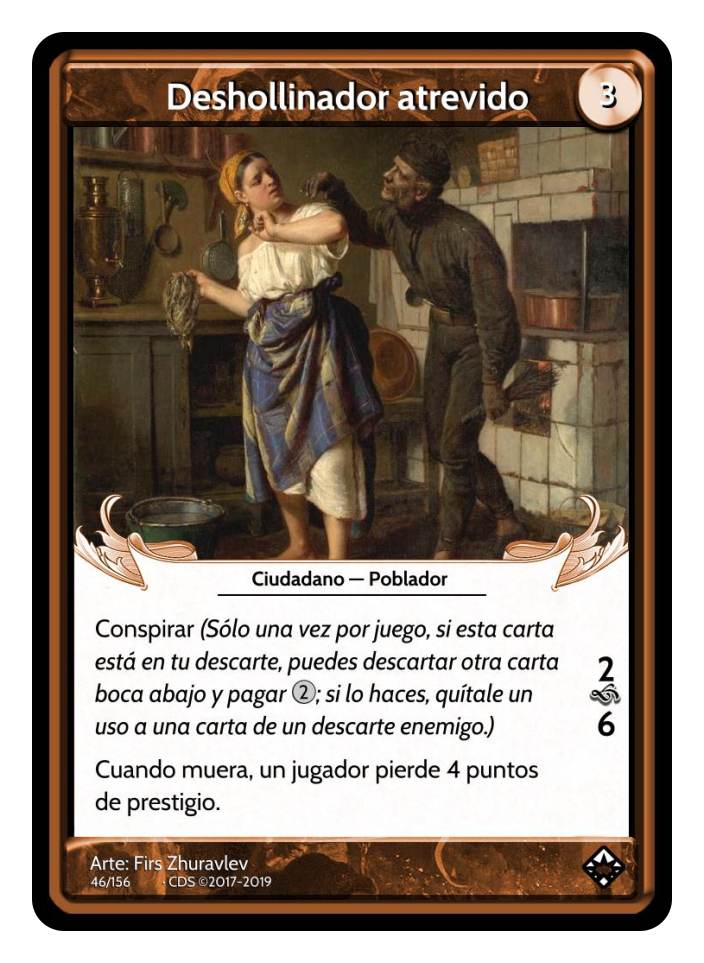 Deshollinador atrevido
3
Ciudadano — Poblador
Conspirar (Sólo una vez por juego, si esta carta
está en tu descarte, puedes descartar otra carta
boca abajo y pagar 2; si lo haces, quítale un
uso a una carta de un descarte enemigo.)
2
6
Cuando muera, un jugador pierde 4 puntos
de prestigio.
Arte: Firs Zhuravlev
46/156 · CDS ©2017-2019